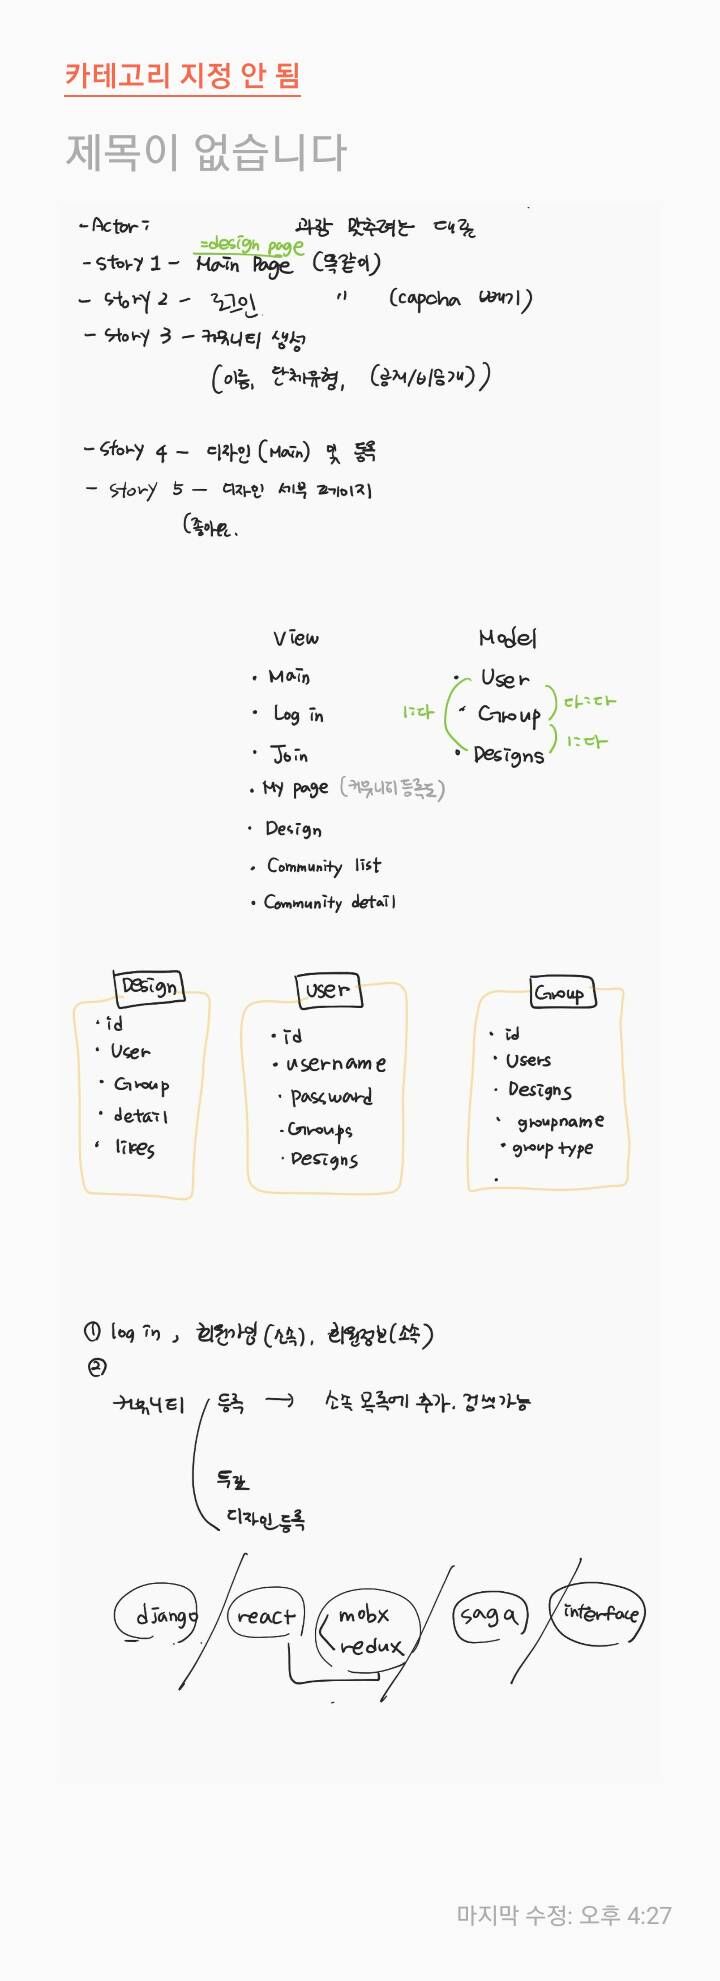 카테고리 지정 안 됨
제목이 없습니다
- Actor: 과잠 맞추려는 대표
=design page
- Story 1 - Main Page (똑같이)
- Story 2 - 로그인 〃 (capcha 빼기)
- Story 3 - 커뮤니티 생성
(이름, 단체유형, (공개/비공개))
- Story 4 - 디자인 (Main) 및 등록
- Story 5 - 디자인 세부 페이지
(좋아요.
View Model
· Main · User
· Log in · Group
· Join · Designs
1:다 다:다
1:다
· My page (커뮤니티 등록도)
· Design
· Community list
· Community detail
Design User Group
· id
· User
· Group
· detail
· likes
· id
· username
· password
· Groups
· Designs
· id
· Users
· Designs
· groupname
· group type
·
① log in, 회원가입 (소속), 회원정보 (소속)
②
커뮤니티 등록 → 소속 목록에 추가. 검색가능
디자인 등록
django / react mobx / saga / interface
redux
마지막 수정: 오후 4:27